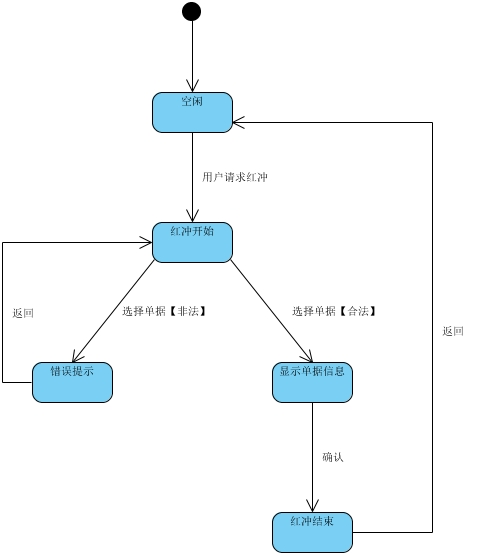 空闲
用户请求红冲
红冲开始
选择单据【非法】
选择单据【合法】
返回
返回
错误提示
显示单据信息
确认
红冲结束